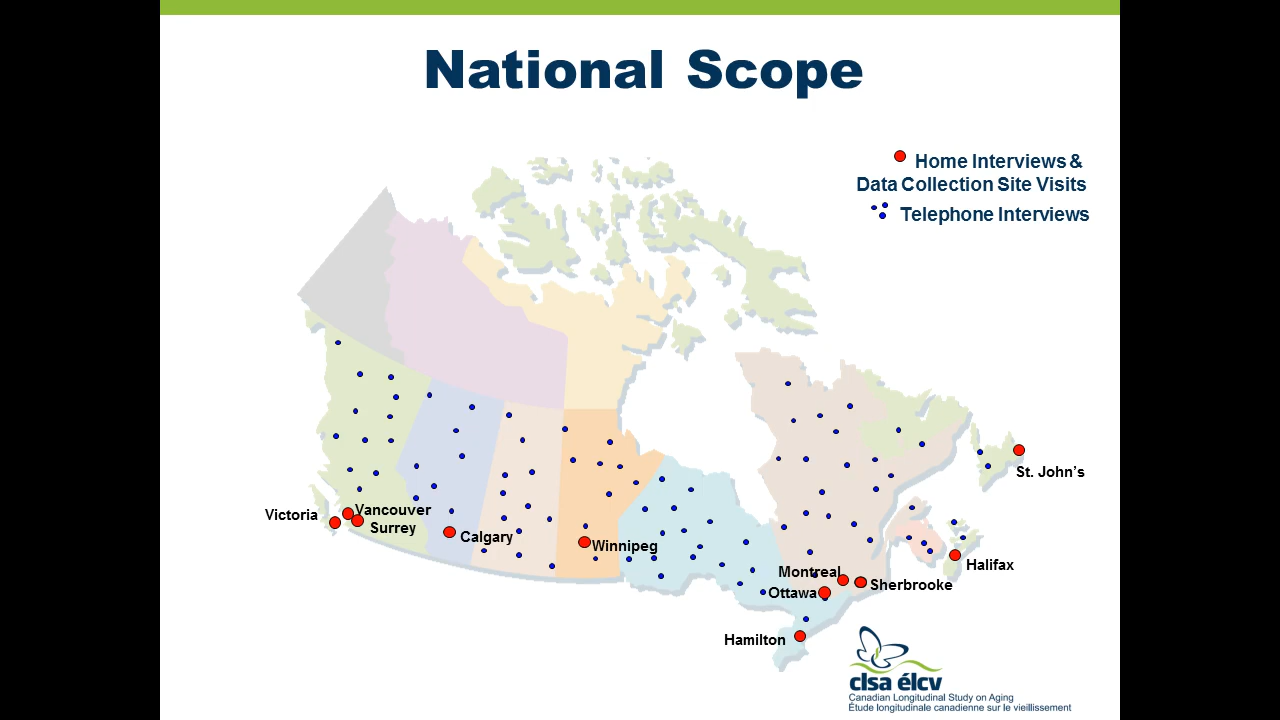 National Scope
Home Interviews &
Data Collection Site Visits
Telephone Interviews
St. John's
Victoria
Vancouver
Surrey
Calgary
Winnipeg
Halifax
Montreal
Sherbrooke
Ottawa
Hamilton
clsa élcv
Canadian Longitudinal Study on Aging
Étude longitudinale canadienne sur le vieillissement